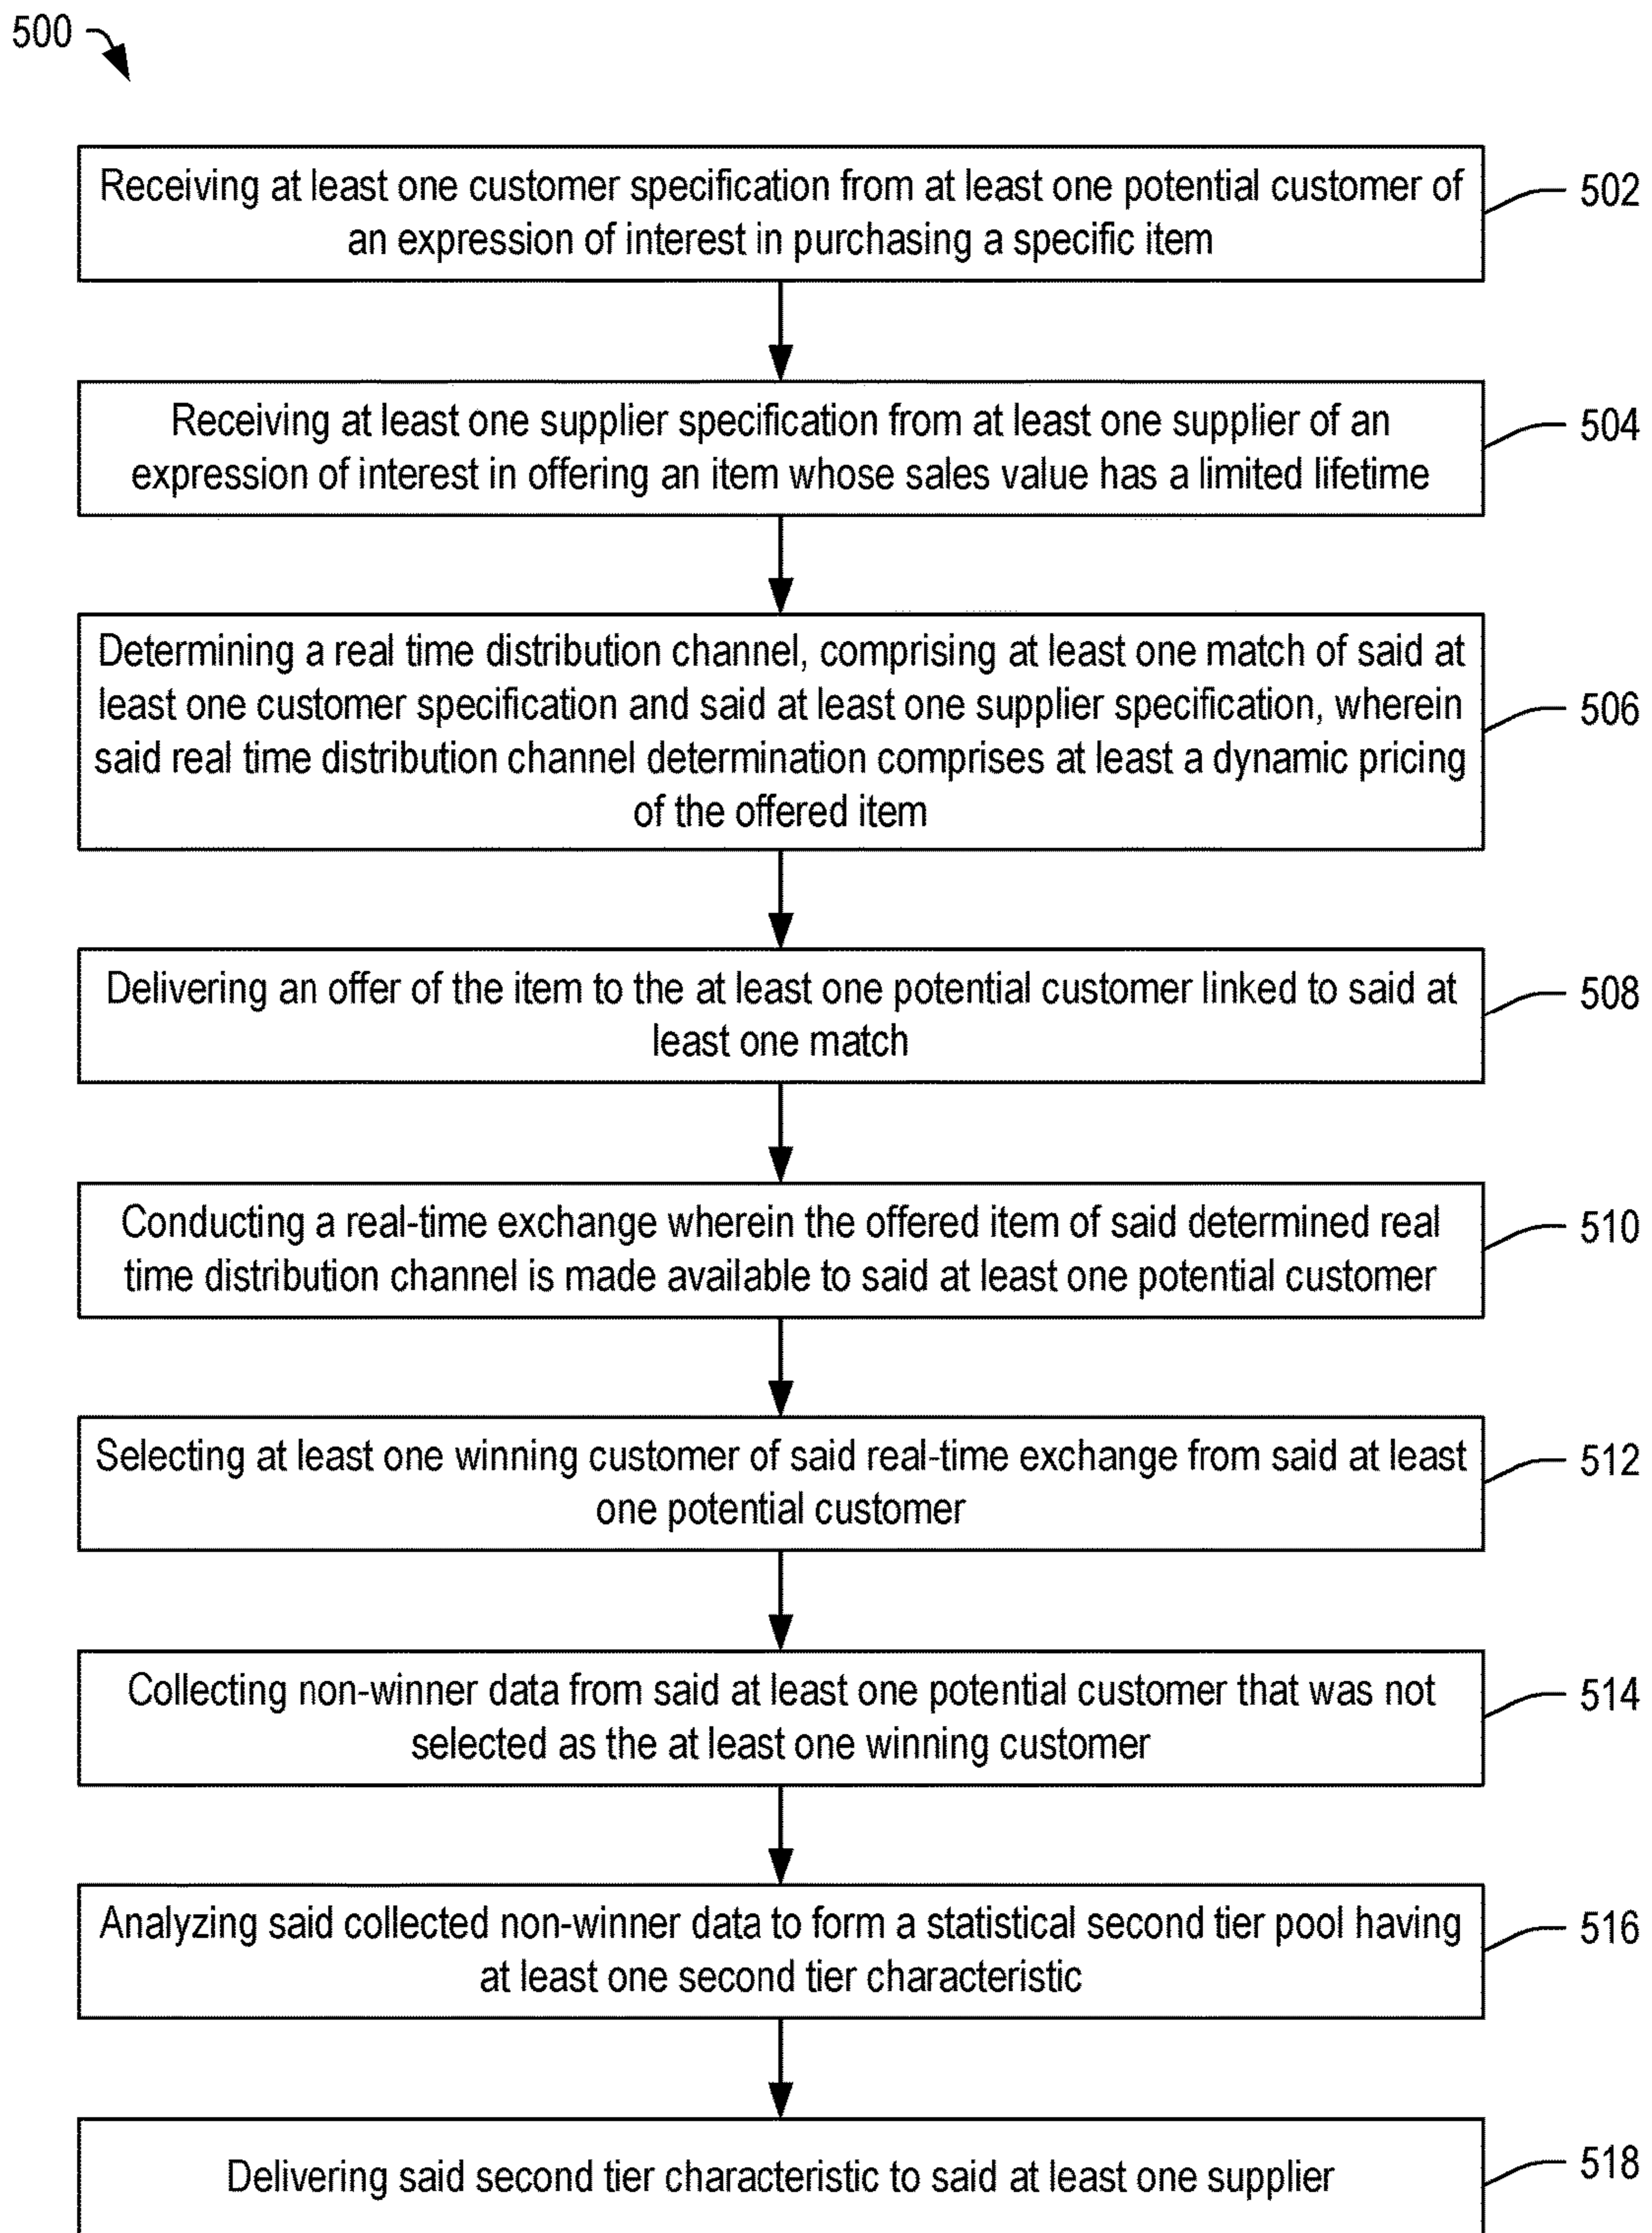 500
Receiving at least one customer specification from at least one potential customer of
an expression of interest in purchasing a specific item
502
Receiving at least one supplier specification from at least one supplier of an
expression of interest in offering an item whose sales value has a limited lifetime
504
Determining a real time distribution channel, comprising at least one match of said at
least one customer specification and said at least one supplier specification, wherein
said real time distribution channel determination comprises at least a dynamic pricing
of the offered item
506
Delivering an offer of the item to the at least one potential customer linked to said at
least one match
508
Conducting a real-time exchange wherein the offered item of said determined real
time distribution channel is made available to said at least one potential customer
510
Selecting at least one winning customer of said real-time exchange from said at least
one potential customer
512
Collecting non-winner data from said at least one potential customer that was not
selected as the at least one winning customer
514
Analyzing said collected non-winner data to form a statistical second tier pool having
at least one second tier characteristic
516
Delivering said second tier characteristic to said at least one supplier
518